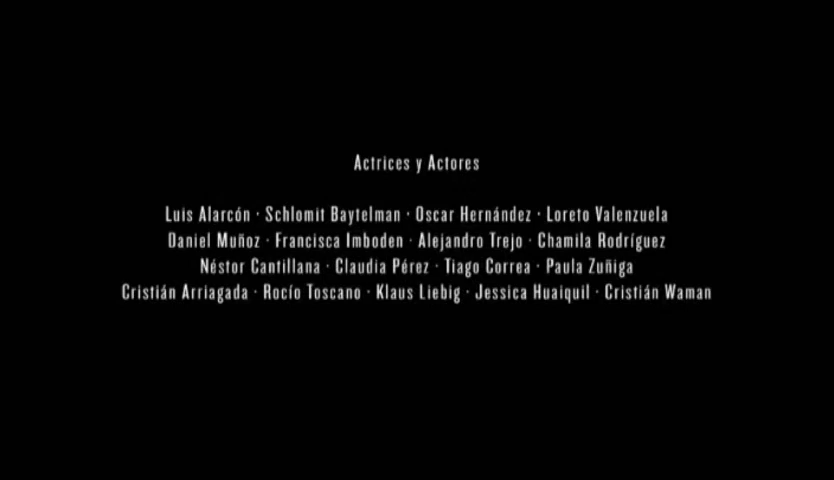 Actrices y Actores
Luis Alarcón · Schlomit Baytelman · Oscar Hernández · Loreto Valenzuela
Daniel Muñoz · Francisca Imboden · Alejandro Trejo · Chamila Rodríguez
Néstor Cantillana · Claudia Pérez · Tiago Correa · Paula Zuñiga
Cristián Arriagada · Rocío Toscano · Klaus Liebig · Jessica Huaiquil · Cristián Waman